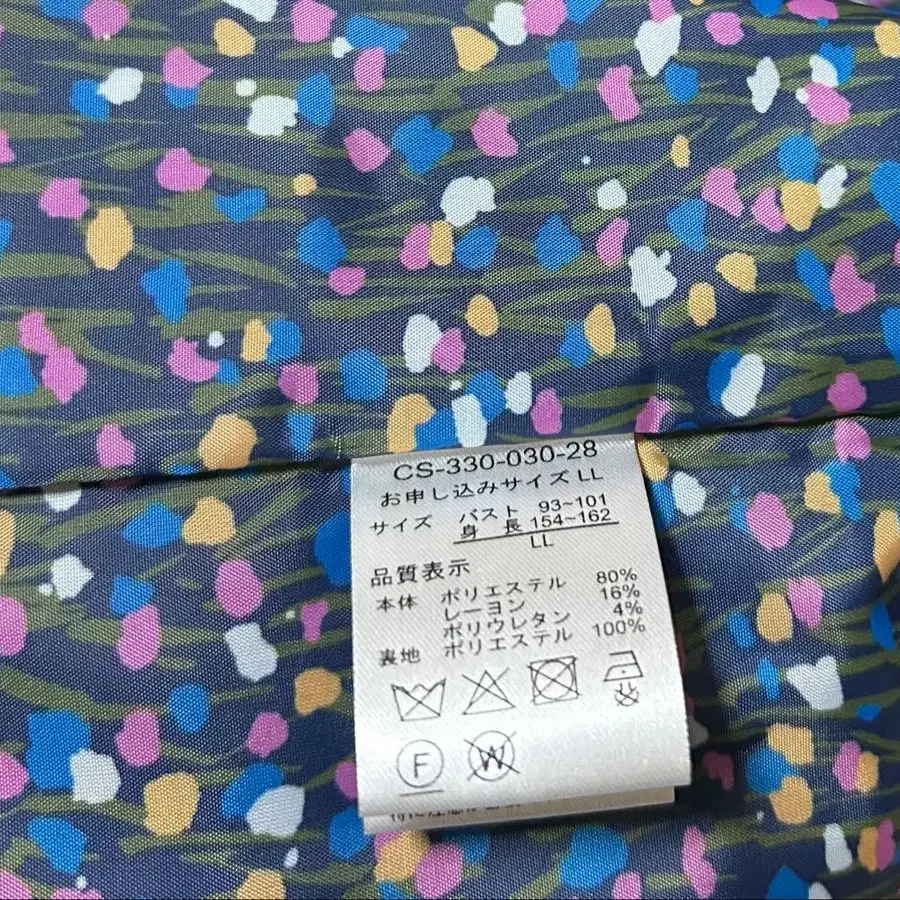 CS-330-030-28
お申し込みサイズ LL
サイズ バスト 93~101
身 長 154~162
LL
品質表示
本体 ポリエステル 80%
レーヨン 16%
ポリウレタン 4%
裏地 ポリエステル 100%
F
W